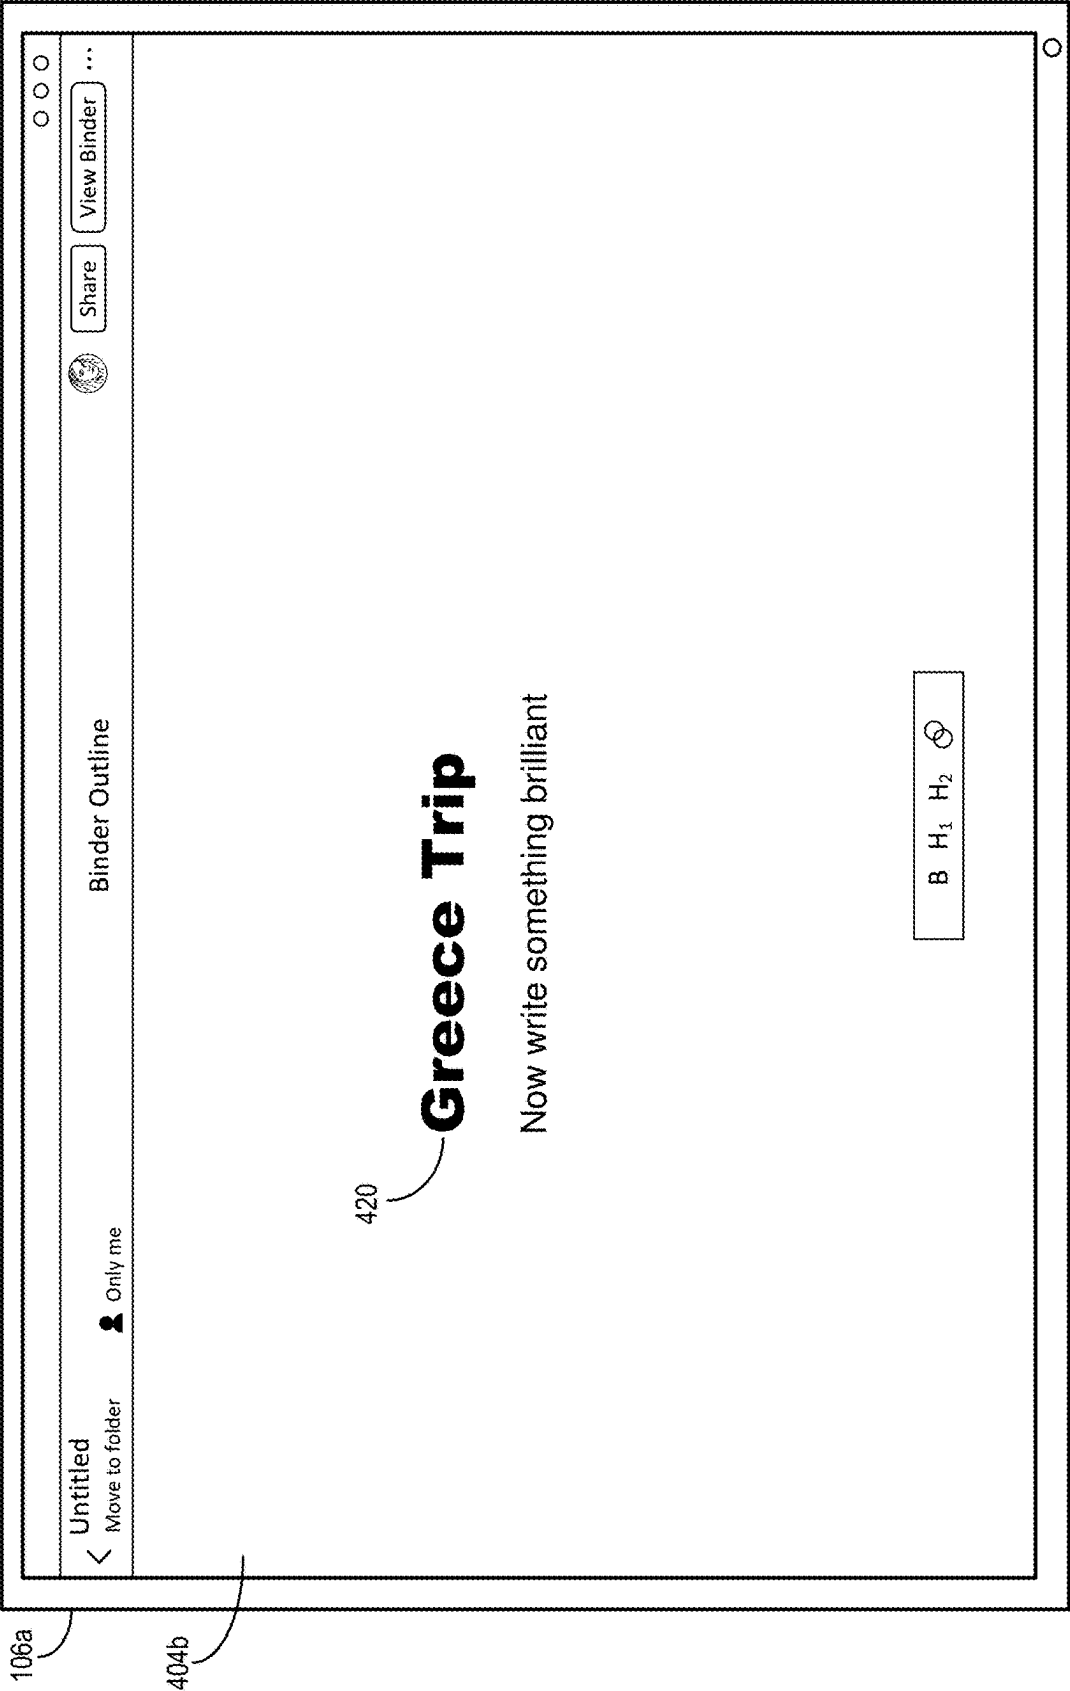 106a
404b
Untitled
Move to folder
Only me
Binder Outline
Share
View Binder
...
420
Greece Trip
Now write something brilliant
B H₁ H₂